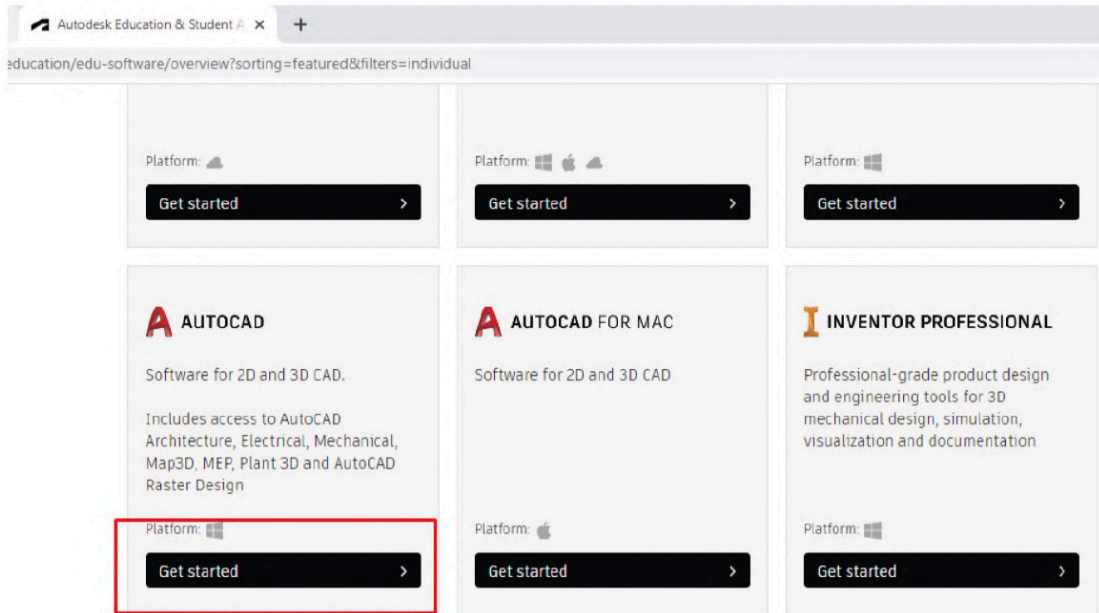 Autodesk Education & Student A
education/edu-software/overview?sorting=featured&filters=individual
Platform:
Platform:
Platform:
Get started
Get started
Get started
AUTOCAD
Software for 2D and 3D CAD.
Includes access to AutoCAD
Architecture, Electrical, Mechanical,
Map3D, MEP, Plant 3D and AutoCAD
Raster Design
Platform:
Get started
AUTOCAD FOR MAC
Software for 2D and 3D CAD
Platform:
Get started
INVENTOR PROFESSIONAL
Professional-grade product design
and engineering tools for 3D
mechanical design, simulation,
visualization and documentation
Platform:
Get started